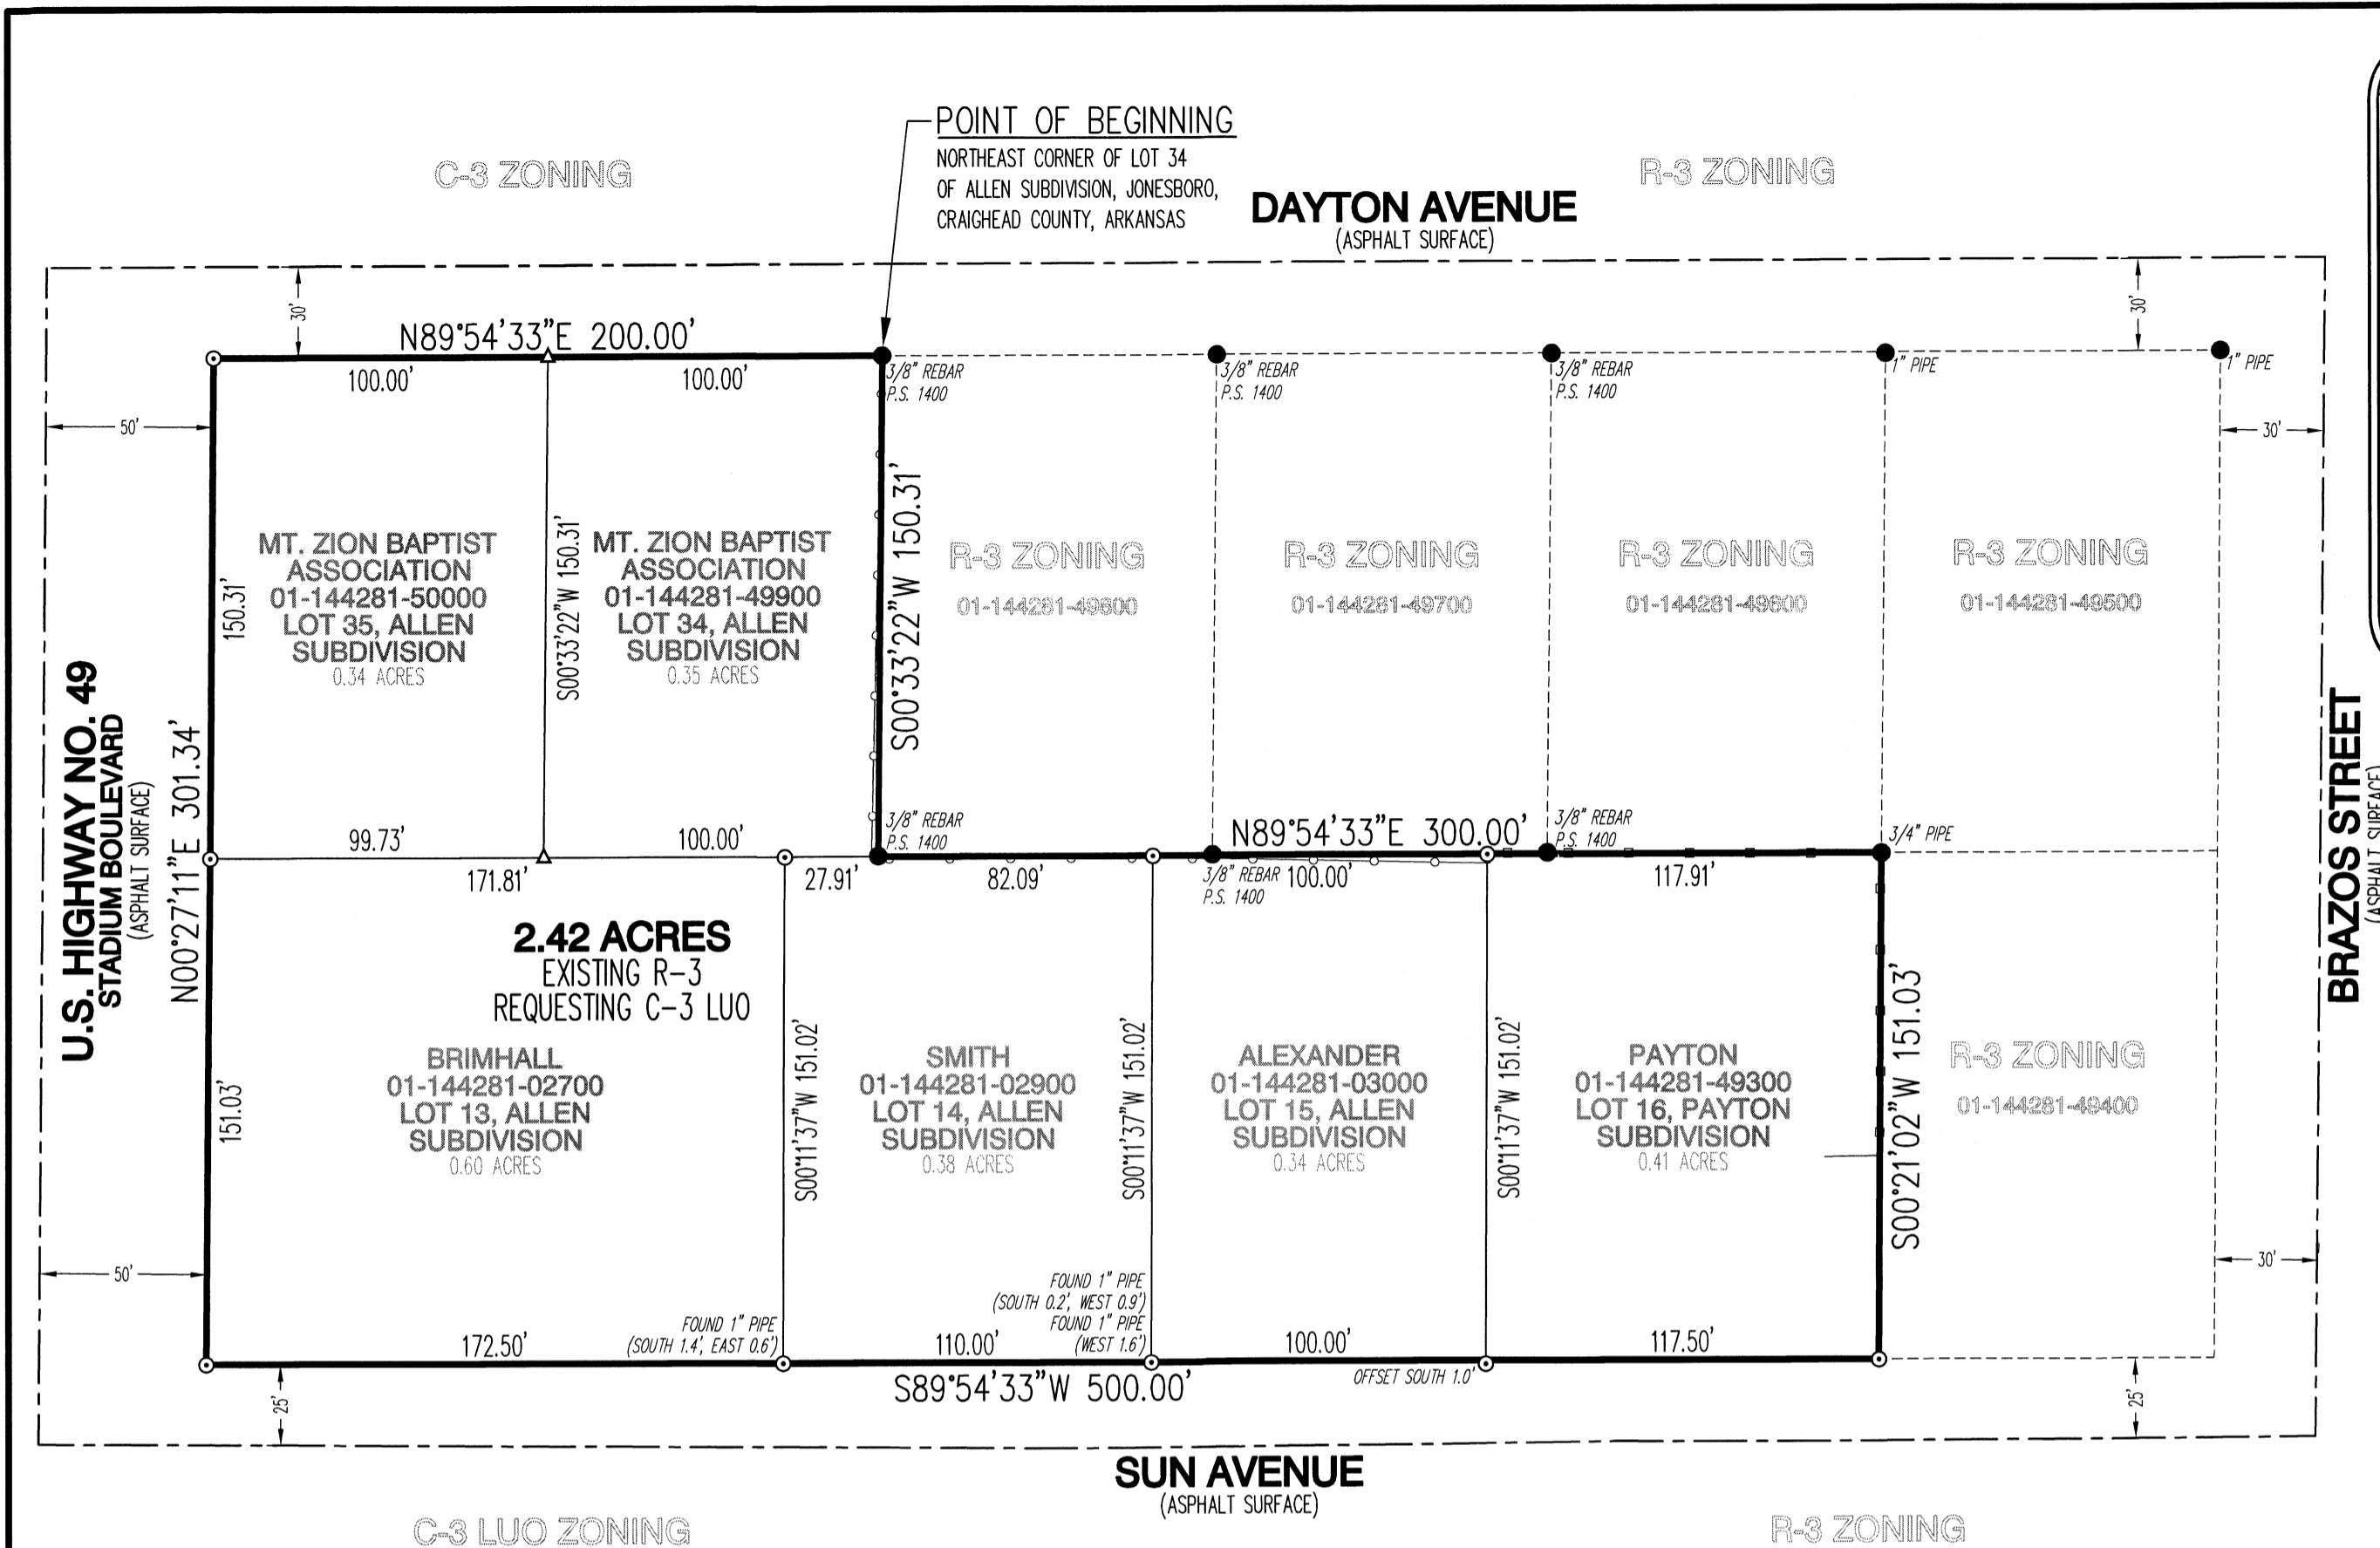 POINT OF BEGINNING
NORTHEAST CORNER OF LOT 34
OF ALLEN SUBDIVISION, JONESBORO,
CRAIGHEAD COUNTY, ARKANSAS
C-3 ZONING
R-3 ZONING
DAYTON AVENUE
(ASPHALT SURFACE)
30'
30'
N89°54'33"E 200.00'
100.00'
100.00'
3/8" REBAR
P.S. 1400
3/8" REBAR
P.S. 1400
3/8" REBAR
P.S. 1400
1" PIPE
1" PIPE
50'
30'
150.31'
MT. ZION BAPTIST
ASSOCIATION
01-144281-50000
LOT 35, ALLEN
SUBDIVISION
0.34 ACRES
S00°33'22"W 150.31'
MT. ZION BAPTIST
ASSOCIATION
01-144281-49900
LOT 34, ALLEN
SUBDIVISION
0.35 ACRES
S00°33'22"W 150.31'
R-3 ZONING
01-144281-49800
R-3 ZONING
01-144281-49700
R-3 ZONING
01-144281-49600
R-3 ZONING
01-144281-49500
U.S. HIGHWAY NO. 49
STADIUM BOULEVARD
(ASPHALT SURFACE)
N00°27'11"E 301.34'
BRAZOS STREET
(ASPHALT SURFACE)
99.73'
100.00'
3/8" REBAR
P.S. 1400
N89°54'33"E 300.00'
3/8" REBAR
P.S. 1400
3/4" PIPE
171.81'
27.91'
82.09'
3/8" REBAR
P.S. 1400
100.00'
117.91'
2.42 ACRES
EXISTING R-3
REQUESTING C-3 LUO
151.03'
BRIMHALL
01-144281-02700
LOT 13, ALLEN
SUBDIVISION
0.60 ACRES
S00°11'37"W 151.02'
SMITH
01-144281-02900
LOT 14, ALLEN
SUBDIVISION
0.38 ACRES
S00°11'37"W 151.02'
ALEXANDER
01-144281-03000
LOT 15, ALLEN
SUBDIVISION
0.34 ACRES
S00°11'37"W 151.02'
PAYTON
01-144281-49300
LOT 16, PAYTON
SUBDIVISION
0.41 ACRES
S00°21'02"W 151.03'
R-3 ZONING
01-144281-49400
50'
30'
FOUND 1" PIPE
(SOUTH 0.2', WEST 0.9')
FOUND 1" PIPE
(WEST 1.6')
FOUND 1" PIPE
(SOUTH 1.4', EAST 0.6')
172.50'
110.00'
100.00'
117.50'
OFFSET SOUTH 1.0'
S89°54'33"W 500.00'
25'
25'
SUN AVENUE
(ASPHALT SURFACE)
C-3 LUO ZONING
R-3 ZONING